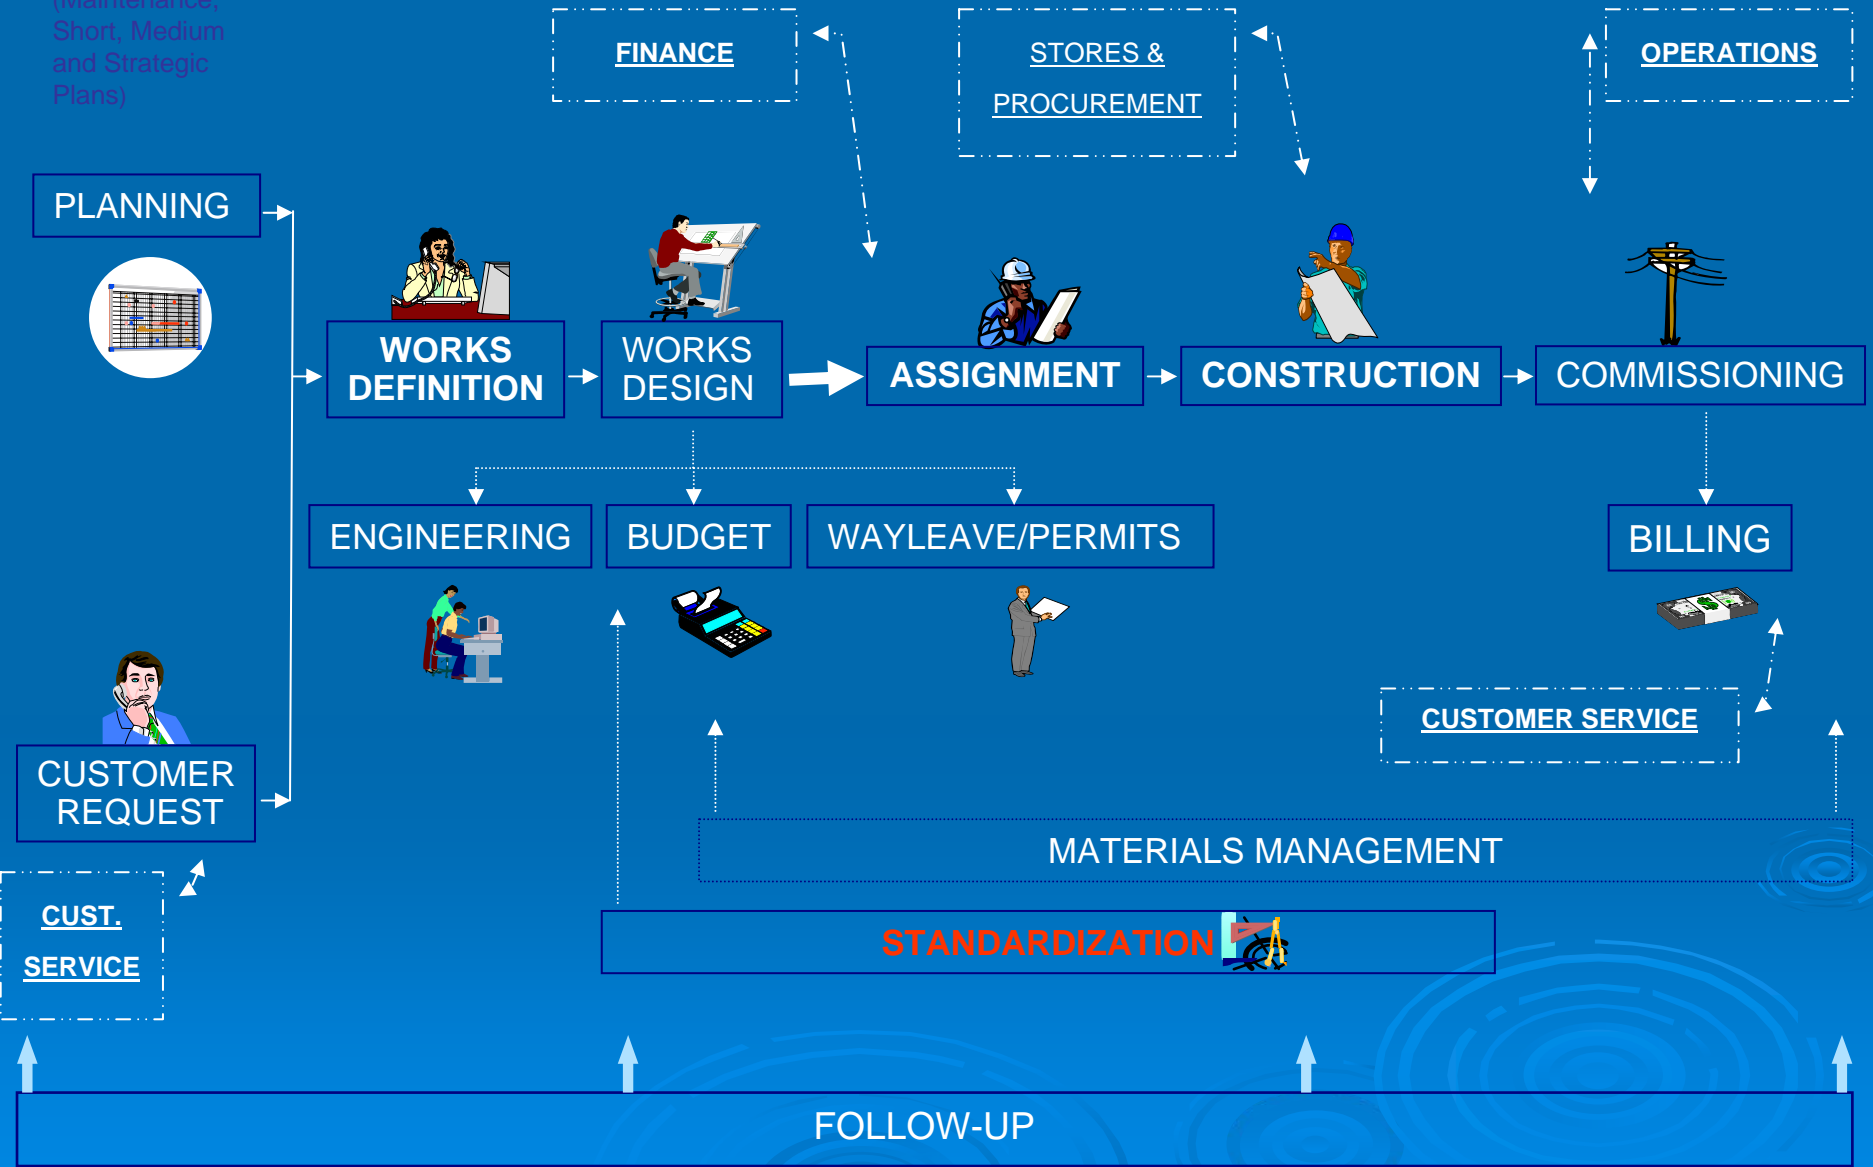 (Maintenance,
Short, Medium
and Strategic
Plans)
FINANCE
STORES &
PROCUREMENT
OPERATIONS
PLANNING
WORKS
DEFINITION
WORKS
DESIGN
ASSIGNMENT
CONSTRUCTION
COMMISSIONING
ENGINEERING
BUDGET
WAYLEAVE/PERMITS
BILLING
CUSTOMER SERVICE
CUSTOMER
REQUEST
MATERIALS MANAGEMENT
CUST.
SERVICE
STANDARDIZATION
FOLLOW-UP